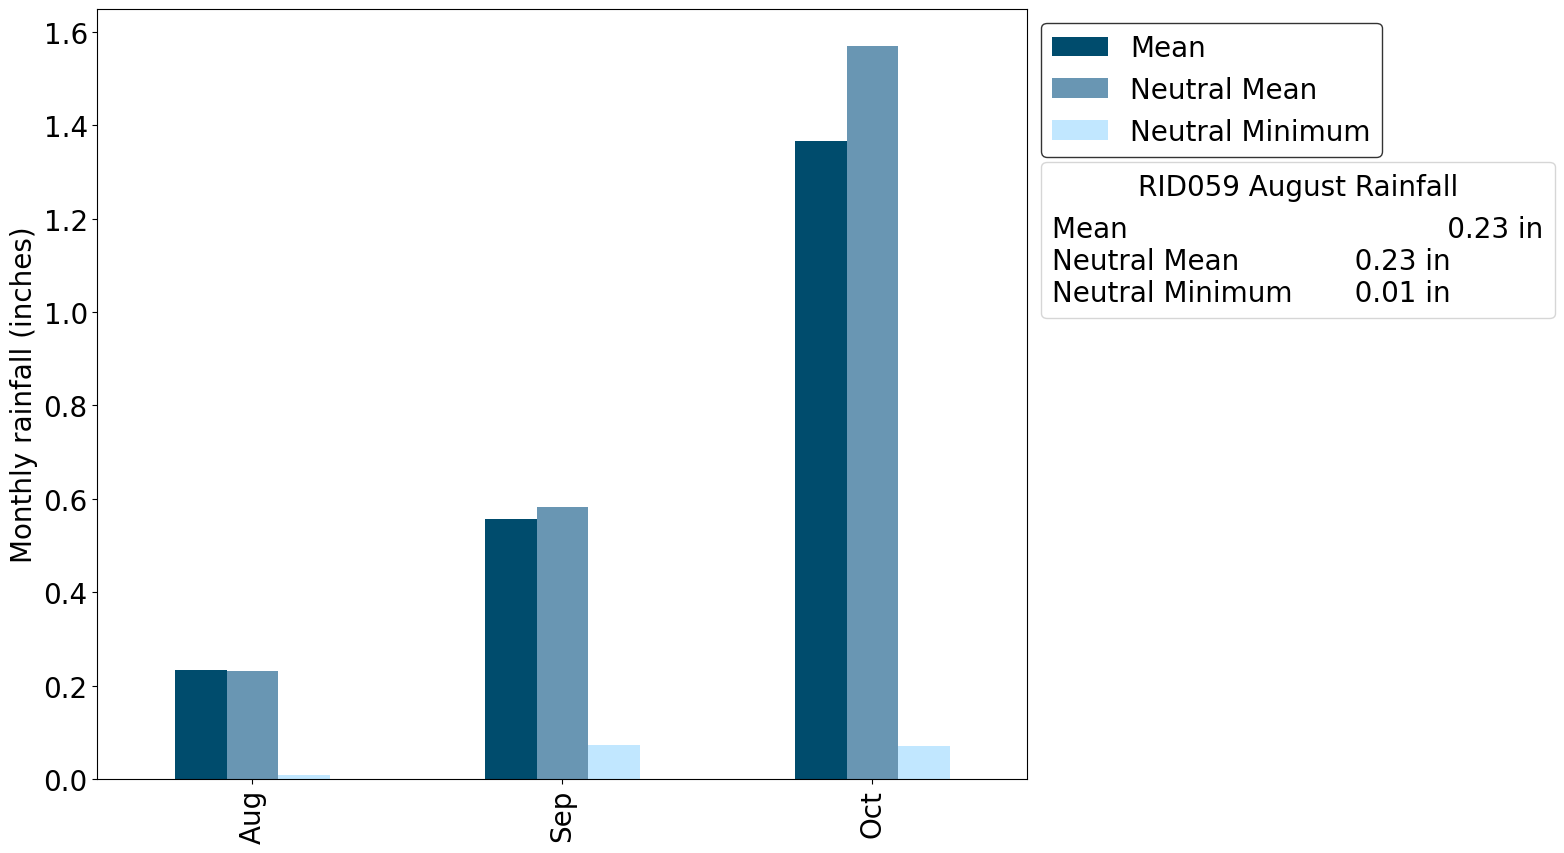 Monthly rainfall (inches)
1.6
1.4
1.2
1.0
0.8
0.6
0.4
0.2
0.0
Aug
Sep
Oct
Mean
Neutral Mean
Neutral Minimum
RID059 August Rainfall
Mean 0.23 in
Neutral Mean 0.23 in
Neutral Minimum 0.01 in